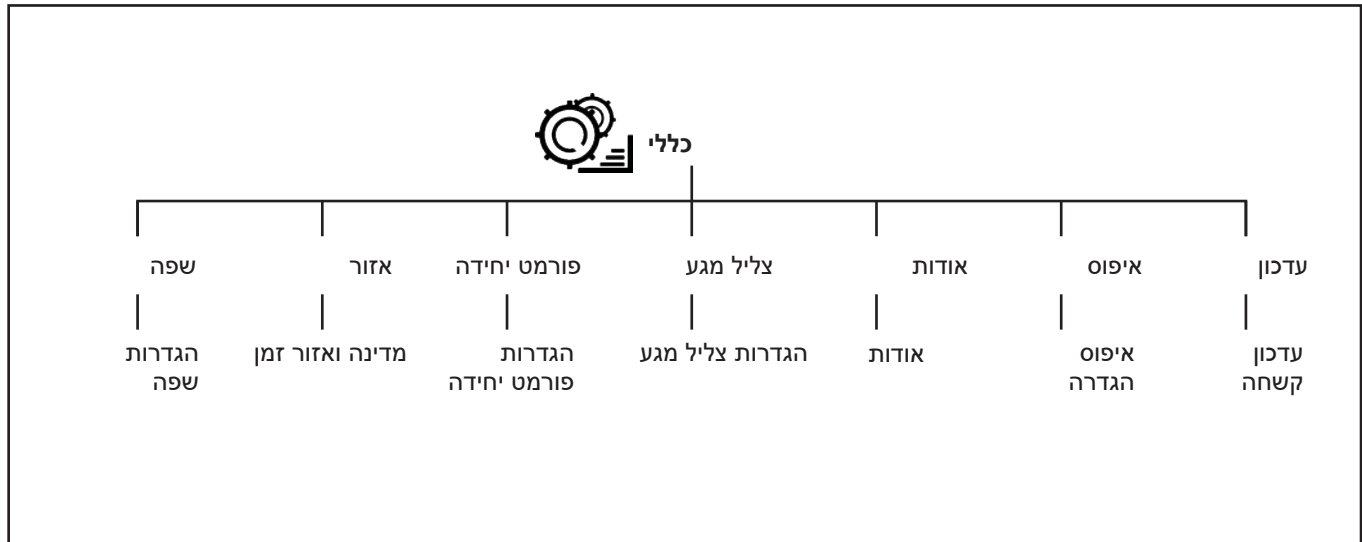 כללי
עדכון
איפוס
אודות
צליל מגע
פורמט יחידה
אזור
שפה
עדכון
קשחה
איפוס
הגדרה
אודות
הגדרות צליל מגע
הגדרות
פורמט יחידה
מדינה ואזור זמן
הגדרות
שפה